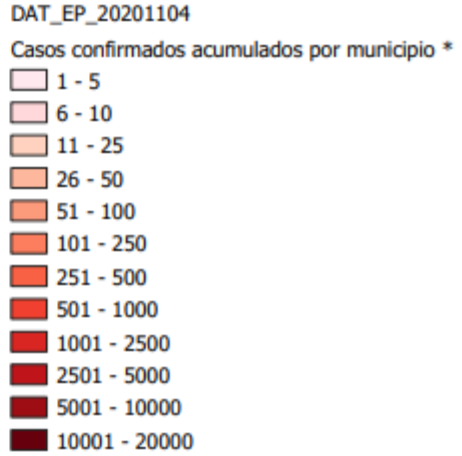 DAT_EP_20201104
Casos confirmados acumulados por municipio *
1 - 5
6 - 10
11 - 25
26 - 50
51 - 100
101 - 250
251 - 500
501 - 1000
1001 - 2500
2501 - 5000
5001 - 10000
10001 - 20000